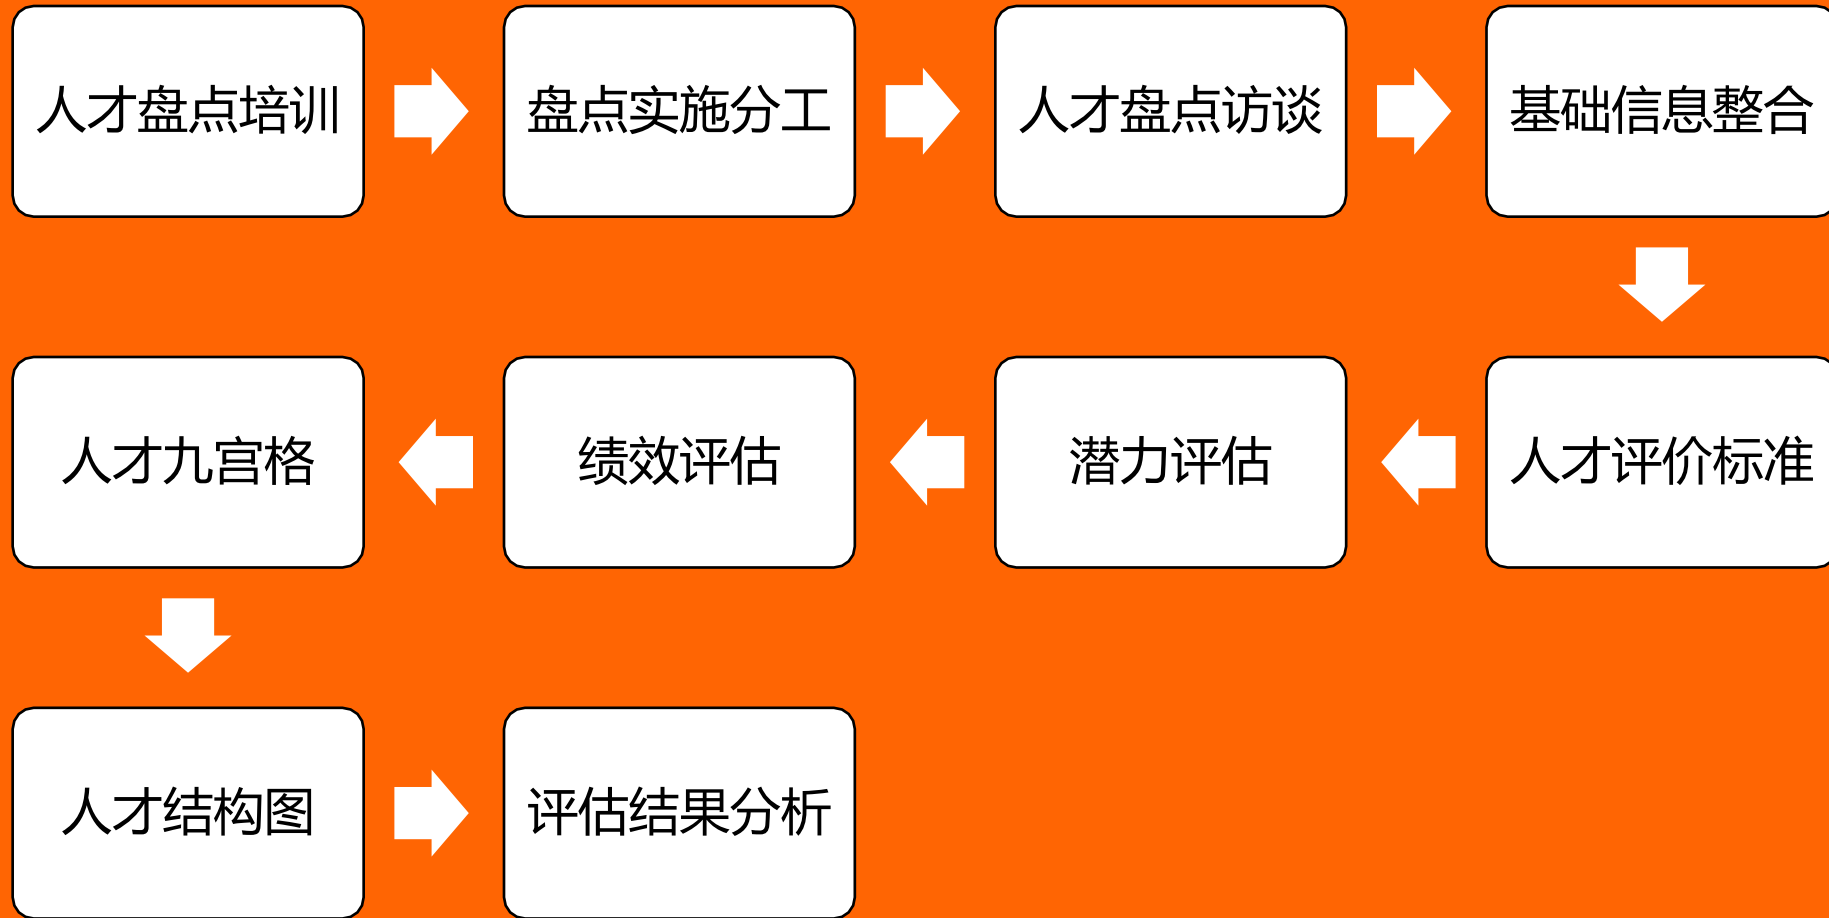 人才盘点培训
盘点实施分工
人才盘点访谈
基础信息整合
人才评价标准
潜力评估
绩效评估
人才九宫格
人才结构图
评估结果分析